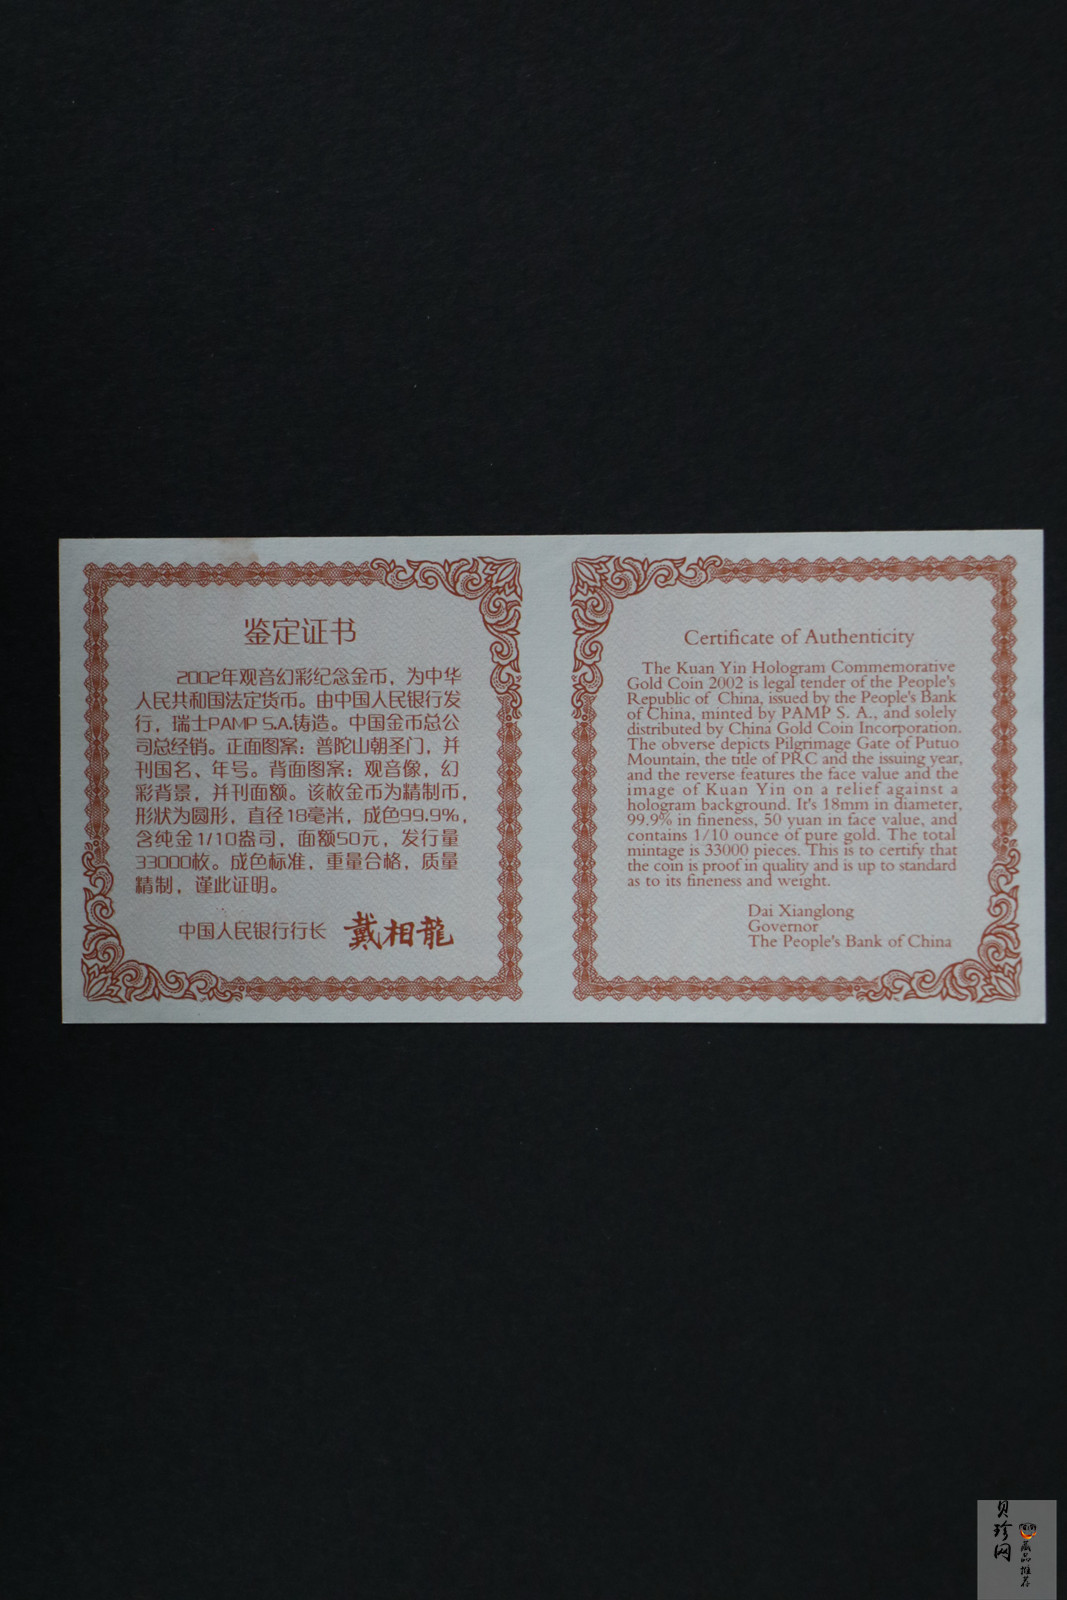 鉴定证书
2002年观音幻彩纪念金币，为中华
人民共和国法定货币。由中国人民银行发
行，瑞士PAMP S.A.铸造。中国金币总公
司总经销。正面图案：普陀山朝圣门，并
刊国名、年号。背面图案：观音像，幻
彩背景，并刊面额。该枚金币为精制币，
形状为圆形，直径18毫米，成色99.9%，
含纯金1/10盎司，面额50元，发行量
33000枚。成色标准，重量合格，质量
精制，谨此证明。
中国人民银行行长 戴相龍
Certificate of Authenticity
The Kuan Yin Hologram Commemorative
Gold Coin 2002 is legal tender of the People's
Republic of China, issued by the People's Bank
of China, minted by PAMP S. A., and solely
distributed by China Gold Coin Incorporation.
The obverse depicts Pilgrimage Gate of Putuo
Mountain, the title of PRC and the issuing year,
and the reverse features the face value and the
image of Kuan Yin on a relief against a
hologram background. It's 18mm in diameter,
99.9% in fineness, 50 yuan in face value, and
contains 1/10 ounce of pure gold. The total
mintage is 33000 pieces. This is to certify that
the coin is proof in quality and is up to standard
as to its fineness and weight.
Dai Xianglong
Governor
The People's Bank of China
贝珍网
藏品推荐